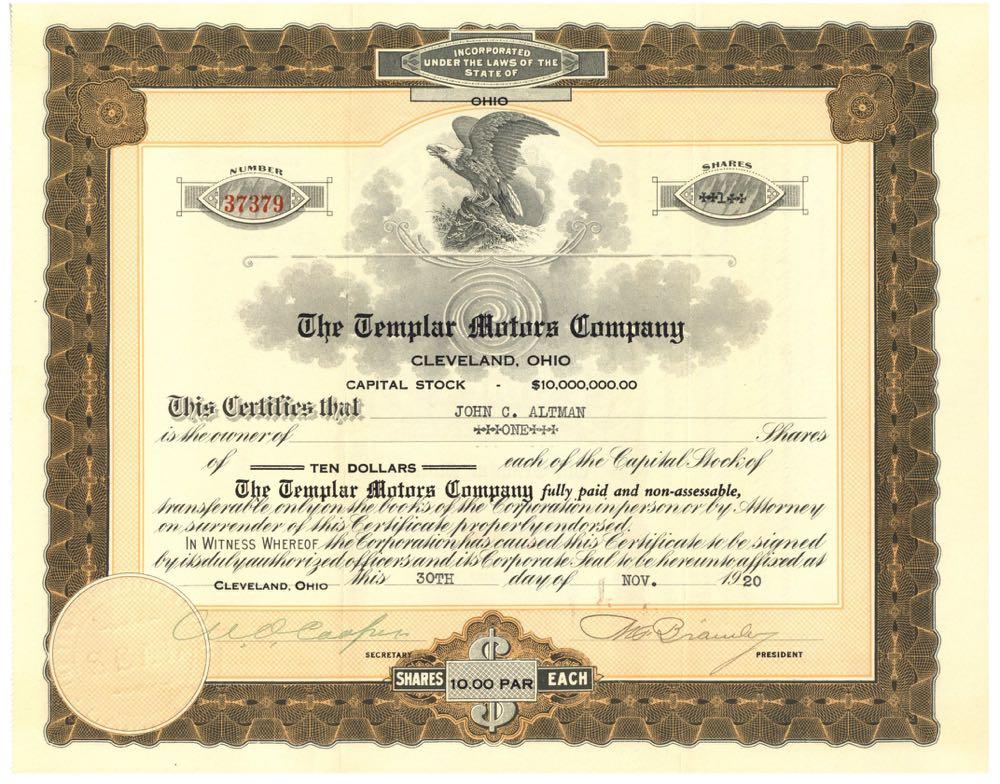 INCORPORATED
UNDER THE LAWS OF THE
STATE OF
OHIO
NUMBER
37379
SHARES
1
The Templar Motors Company
CLEVELAND, OHIO
CAPITAL STOCK - $10,000,000.00
This Certifies that JOHN C. ALTMAN
is the owner of ONE Shares
of TEN DOLLARS each of the Capital Stock of
The Templar Motors Company fully paid and non-assessable,
transferable only on the books of the Corporation in person or by Attorney
on surrender of this Certificate properly endorsed.
IN WITNESS WHEREOF the Corporation has caused this Certificate to be signed
by its duly authorized officers and its Corporate Seal to be hereunto affixed at
CLEVELAND, OHIO this 30TH day of NOV. 1920
Cooper
SECRETARY
PRESIDENT
SHARES 10.00 PAR EACH